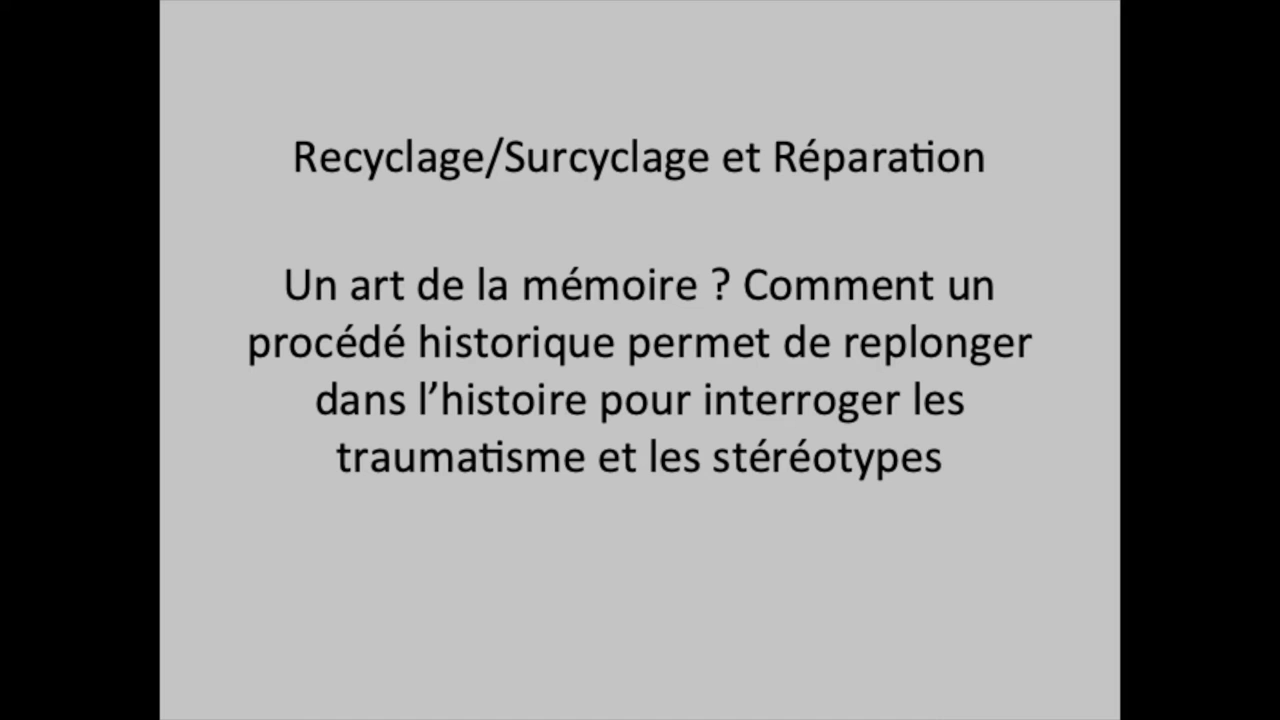 Recyclage/Surcyclage et Réparation
Un art de la mémoire ? Comment un
procédé historique permet de replonger
dans l’histoire pour interroger les
traumatisme et les stéréotypes